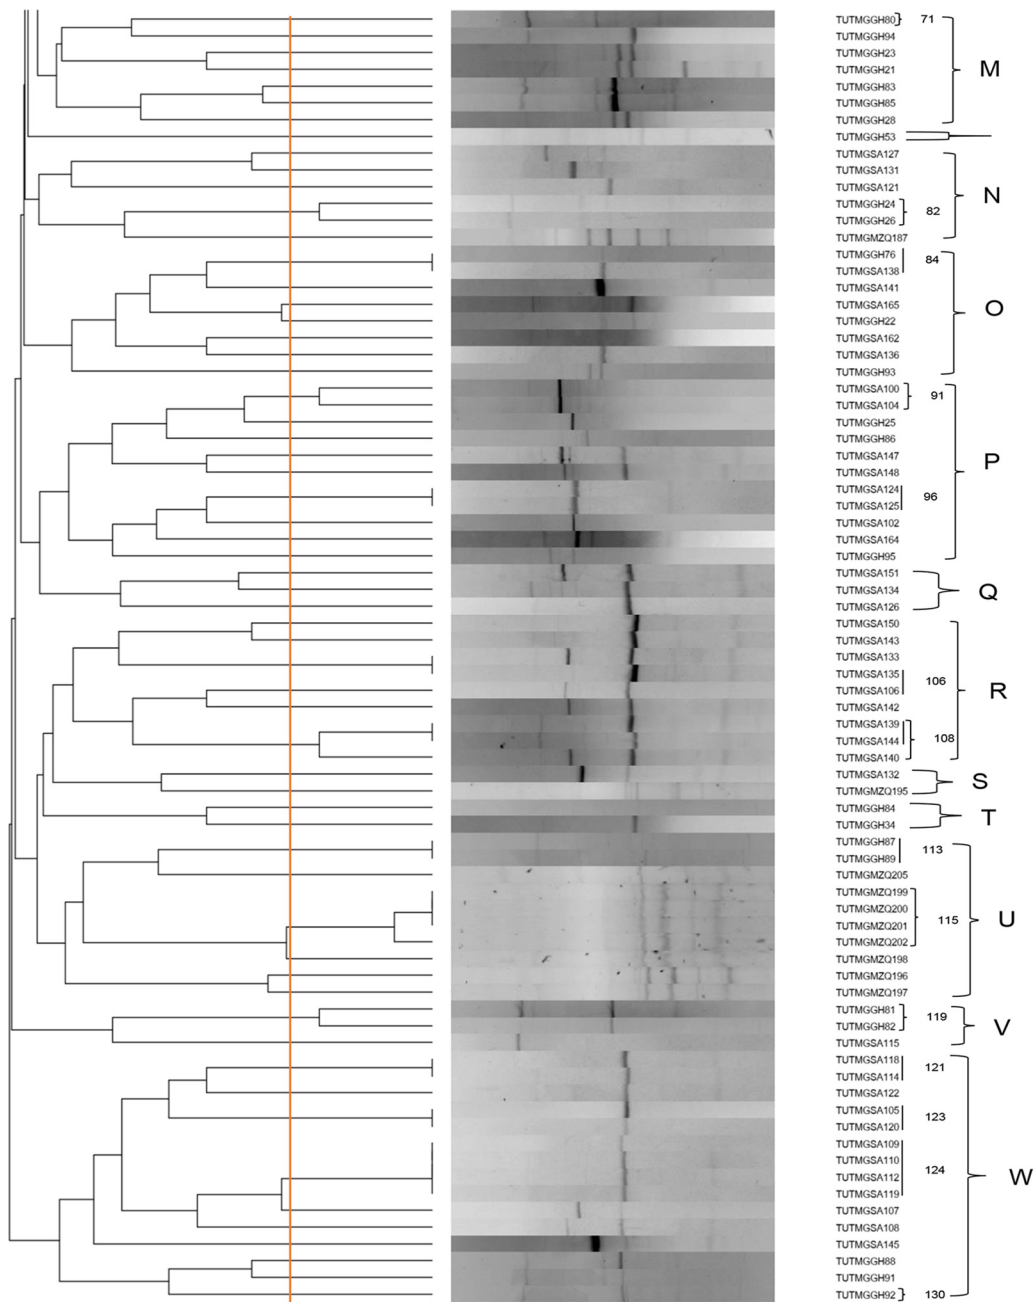 TUTMGGH80 71
TUTMGGH94
TUTMGGH23
TUTMGGH21 M
TUTMGGH83
TUTMGGH85
TUTMGGH28
TUTMGGH53
TUTMGSA127
TUTMGSA131
TUTMGSA121 N
TUTMGGH24
TUTMGGH26 82
TUTMGMZQ187
TUTMGGH76
TUTMGSA138 84
TUTMGSA141
TUTMGSA165 O
TUTMGGH22
TUTMGSA162
TUTMGSA136
TUTMGGH93
TUTMGSA100
TUTMGSA104 91
TUTMGGH25
TUTMGGH86
TUTMGSA147 P
TUTMGSA148
TUTMGSA124
TUTMGSA125 96
TUTMGSA102
TUTMGSA164
TUTMGGH95
TUTMGSA151
TUTMGSA134 Q
TUTMGSA126
TUTMGSA150
TUTMGSA143
TUTMGSA133
TUTMGSA135 106
TUTMGSA106 R
TUTMGSA142
TUTMGSA139
TUTMGSA144 108
TUTMGSA140
TUTMGSA132 S
TUTMGMZQ195
TUTMGGH84 T
TUTMGGH34
TUTMGGH87
TUTMGGH89 113
TUTMGMZQ205
TUTMGMZQ199
TUTMGMZQ200 U
TUTMGMZQ201 115
TUTMGMZQ202
TUTMGMZQ198
TUTMGMZQ196
TUTMGMZQ197
TUTMGGH81 119
TUTMGGH82 V
TUTMGSA115
TUTMGSA118 121
TUTMGSA114
TUTMGSA122
TUTMGSA105 123
TUTMGSA120
TUTMGSA109
TUTMGSA110 124
TUTMGSA112 W
TUTMGSA119
TUTMGSA107
TUTMGSA108
TUTMGSA145
TUTMGGH88
TUTMGGH91
TUTMGGH92 130